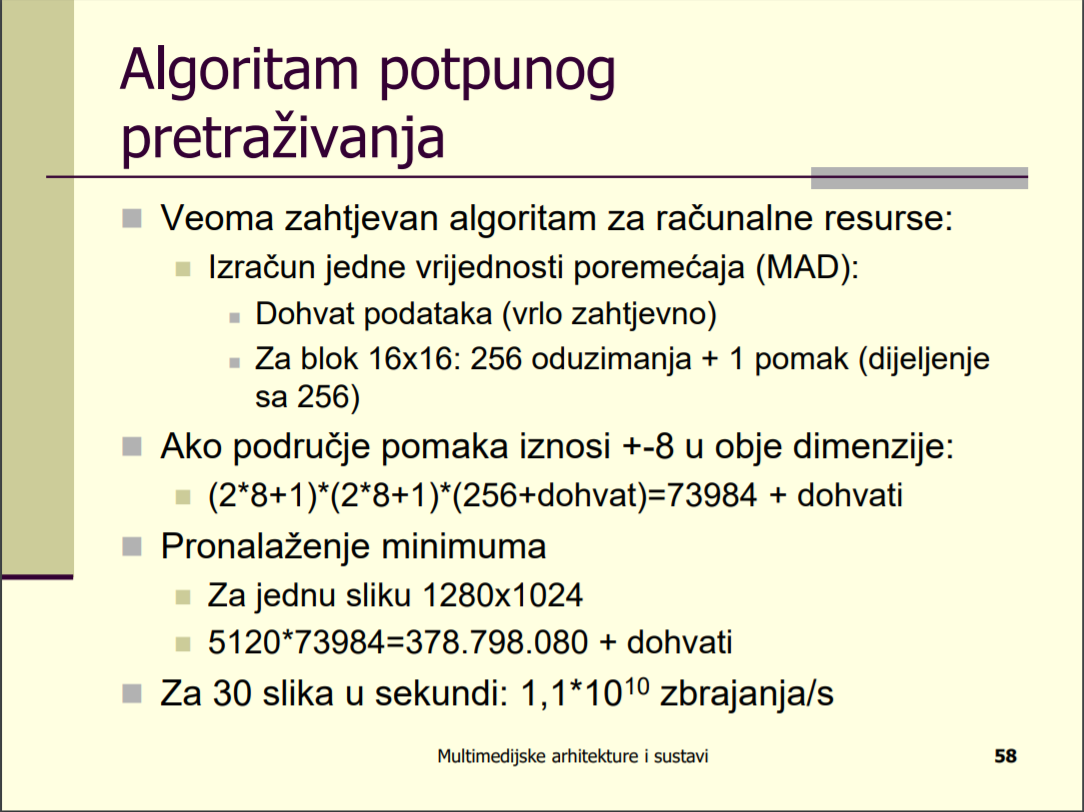 Algoritam potpunog
pretraživanja
Veoma zahtjevan algoritam za računalne resurse:
Izračun jedne vrijednosti poremećaja (MAD):
Dohvat podataka (vrlo zahtjevno)
Za blok 16x16: 256 oduzimanja + 1 pomak (dijeljenje
sa 256)
Ako područje pomaka iznosi +-8 u obje dimenzije:
(2*8+1)*(2*8+1)*(256+dohvat)=73984 + dohvati
Pronalaženje minimuma
Za jednu sliku 1280x1024
5120*73984=378.798.080 + dohvati
Za 30 slika u sekundi: 1,1*10¹⁰ zbrajanja/s
Multimedijske arhitekture i sustavi
58